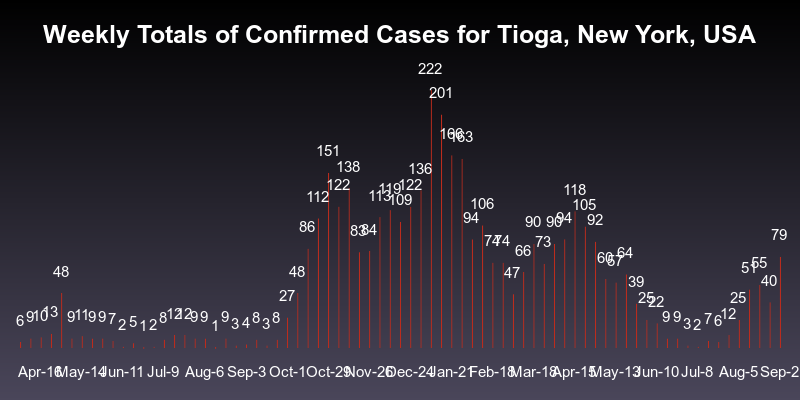 Weekly Totals of Confirmed Cases for Tioga, New York, USA
6 9 10 13 48 9 11 9 9 7 2 5 1 2 8 12 12 9 9 1 9 3 4 8 3 8 27 48 86 112 151 122 138 83 84 113 119 109 122 136 222 201 166 163 94 106 74 74 47 66 90 73 90 94 118 105 92 60 57 64 39 25 22 9 9 3 2 7 6 12 25 51 55 40 79
Apr-16 May-14 Jun-11 Jul-9 Aug-6 Sep-3 Oct-1 Oct-29 Nov-26 Dec-24 Jan-21 Feb-18 Mar-18 Apr-15 May-13 Jun-10 Jul-8 Aug-5 Sep-2